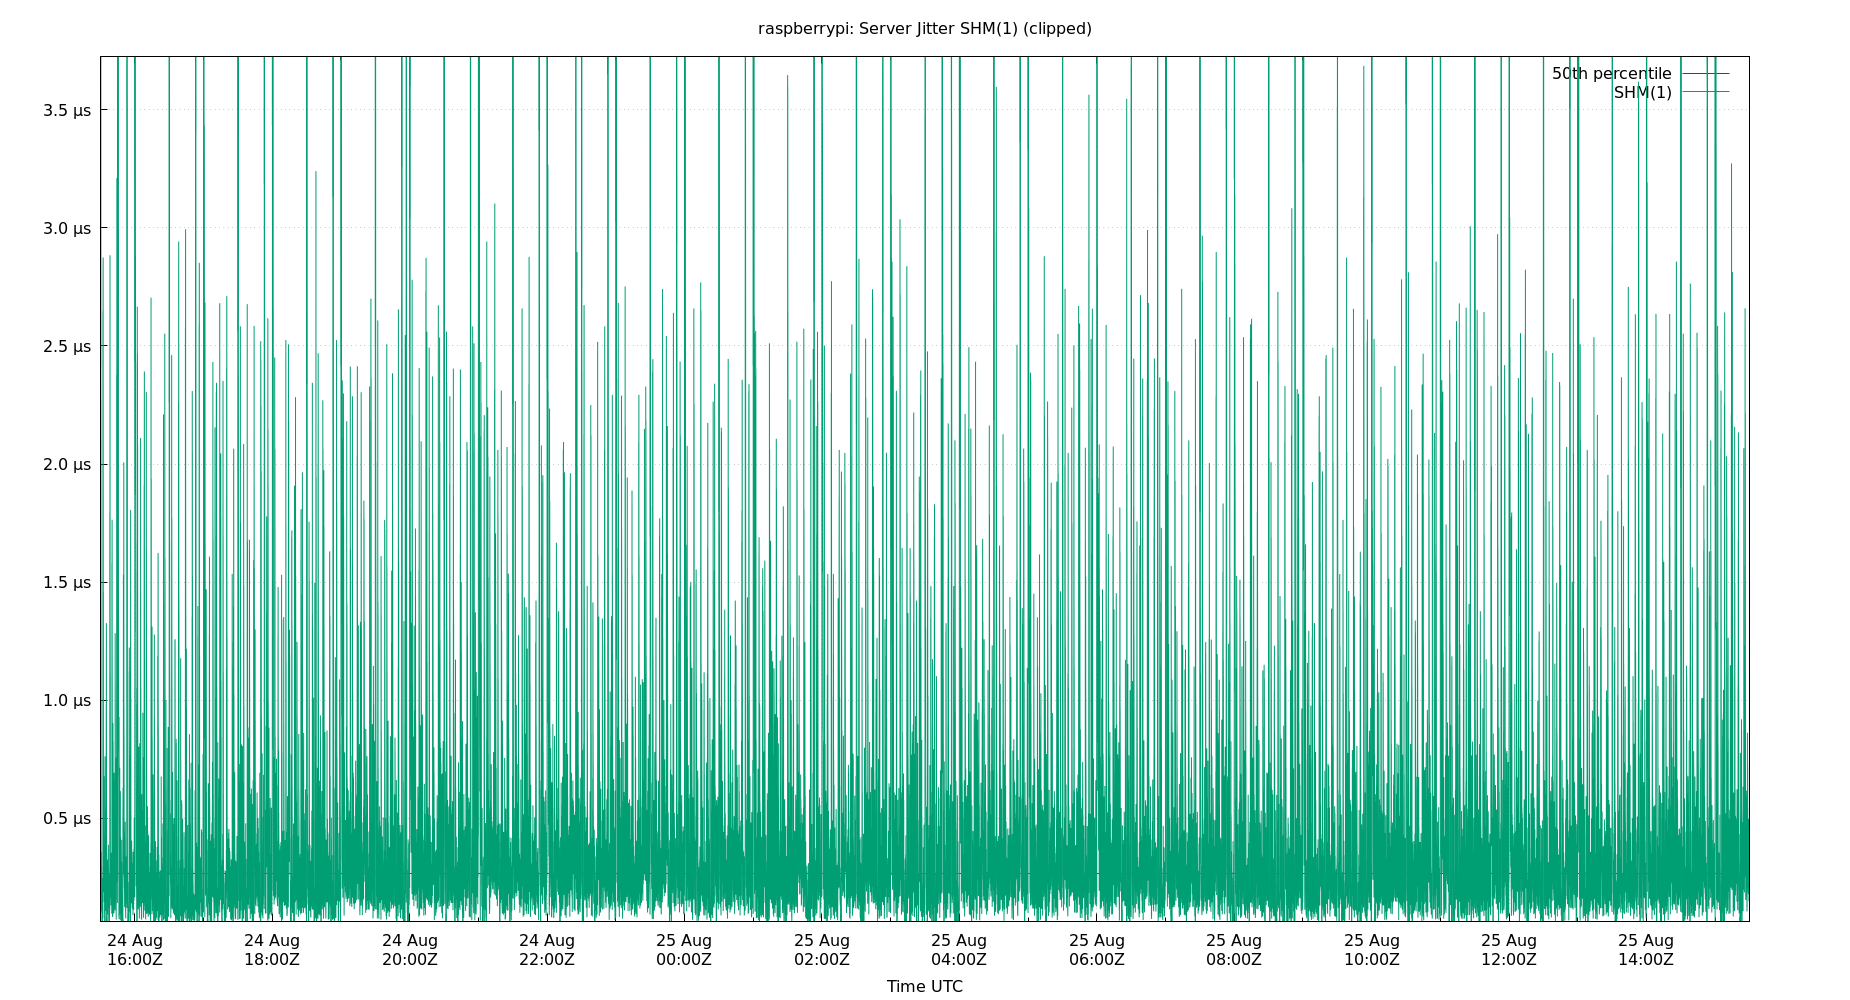 raspberrypi: Server Jitter SHM(1) (clipped)
50th percentile
SHM(1)
3.5 µs
3.0 µs
2.5 µs
2.0 µs
1.5 µs
1.0 µs
0.5 µs
24 Aug 24 Aug 24 Aug 24 Aug 25 Aug 25 Aug 25 Aug 25 Aug 25 Aug 25 Aug 25 Aug 25 Aug
16:00Z 18:00Z 20:00Z 22:00Z 00:00Z 02:00Z 04:00Z 06:00Z 08:00Z 10:00Z 12:00Z 14:00Z
Time UTC